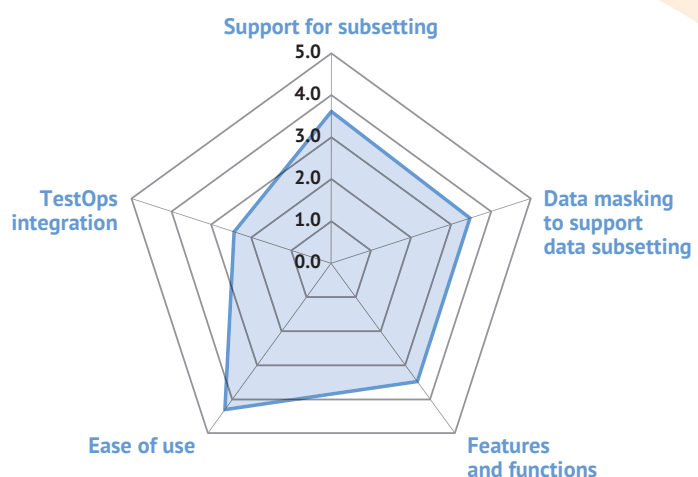 Support for subsetting
5.0
4.0
3.0
2.0
1.0
0.0
TestOps
integration
Data masking
to support
data subsetting
Ease of use
Features
and functions